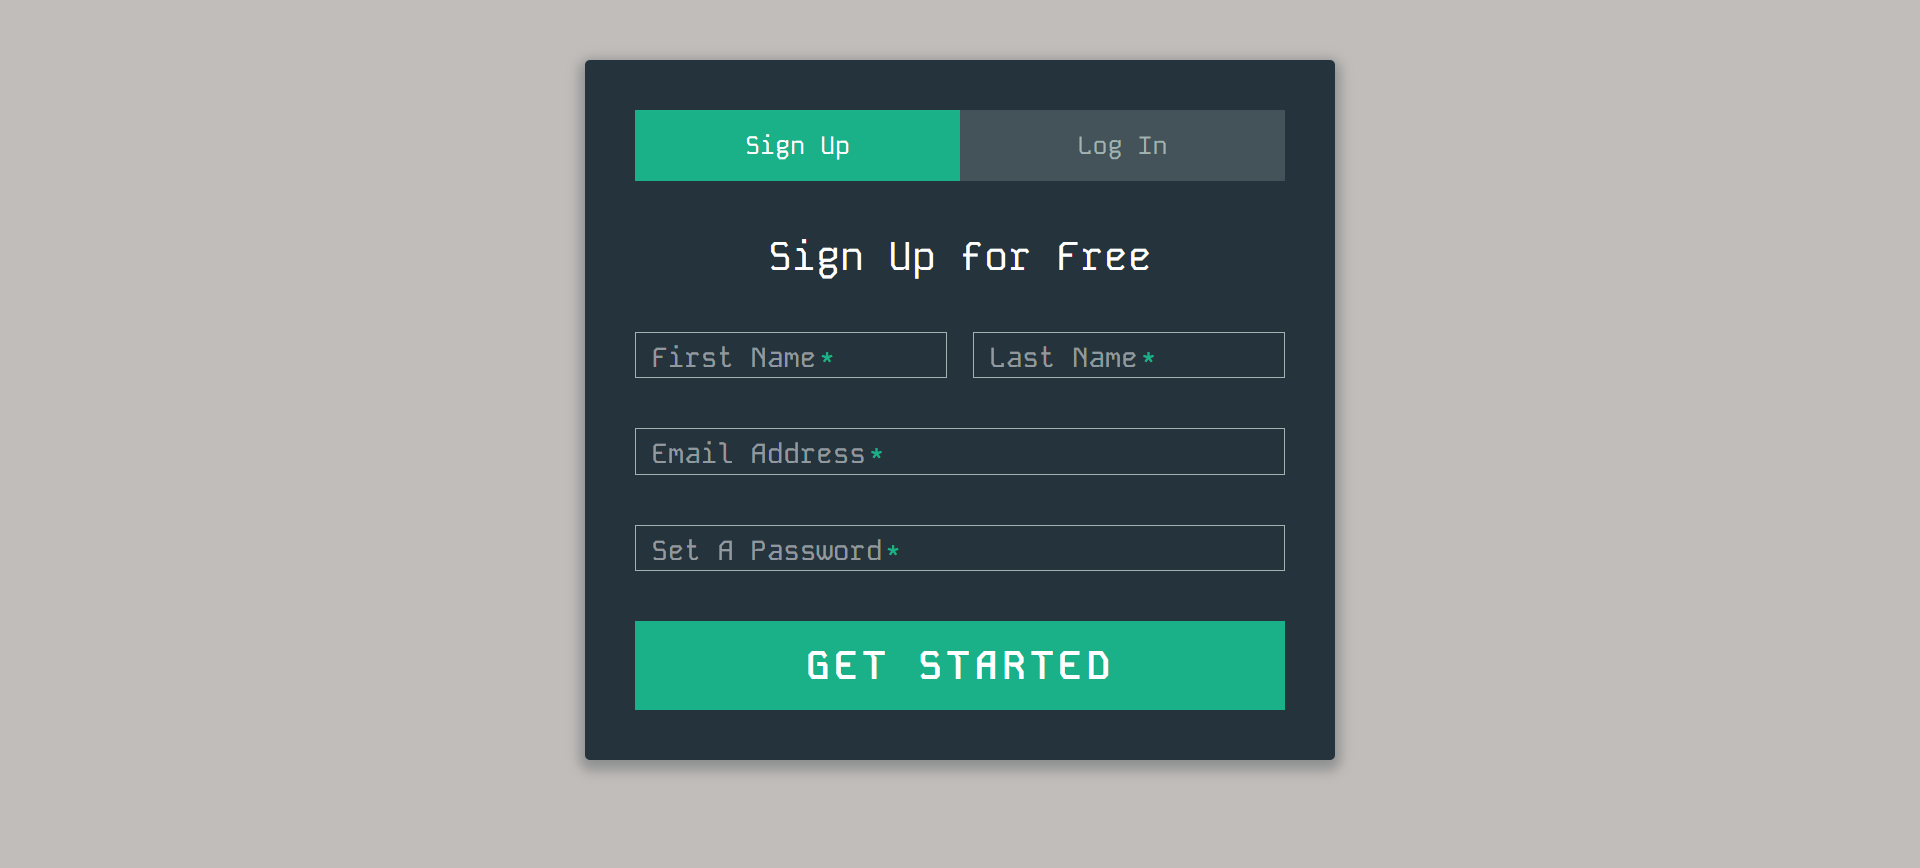 Sign Up Log In
Sign Up for Free
First Name* Last Name*
Email Address*
Set A Password*
GET STARTED